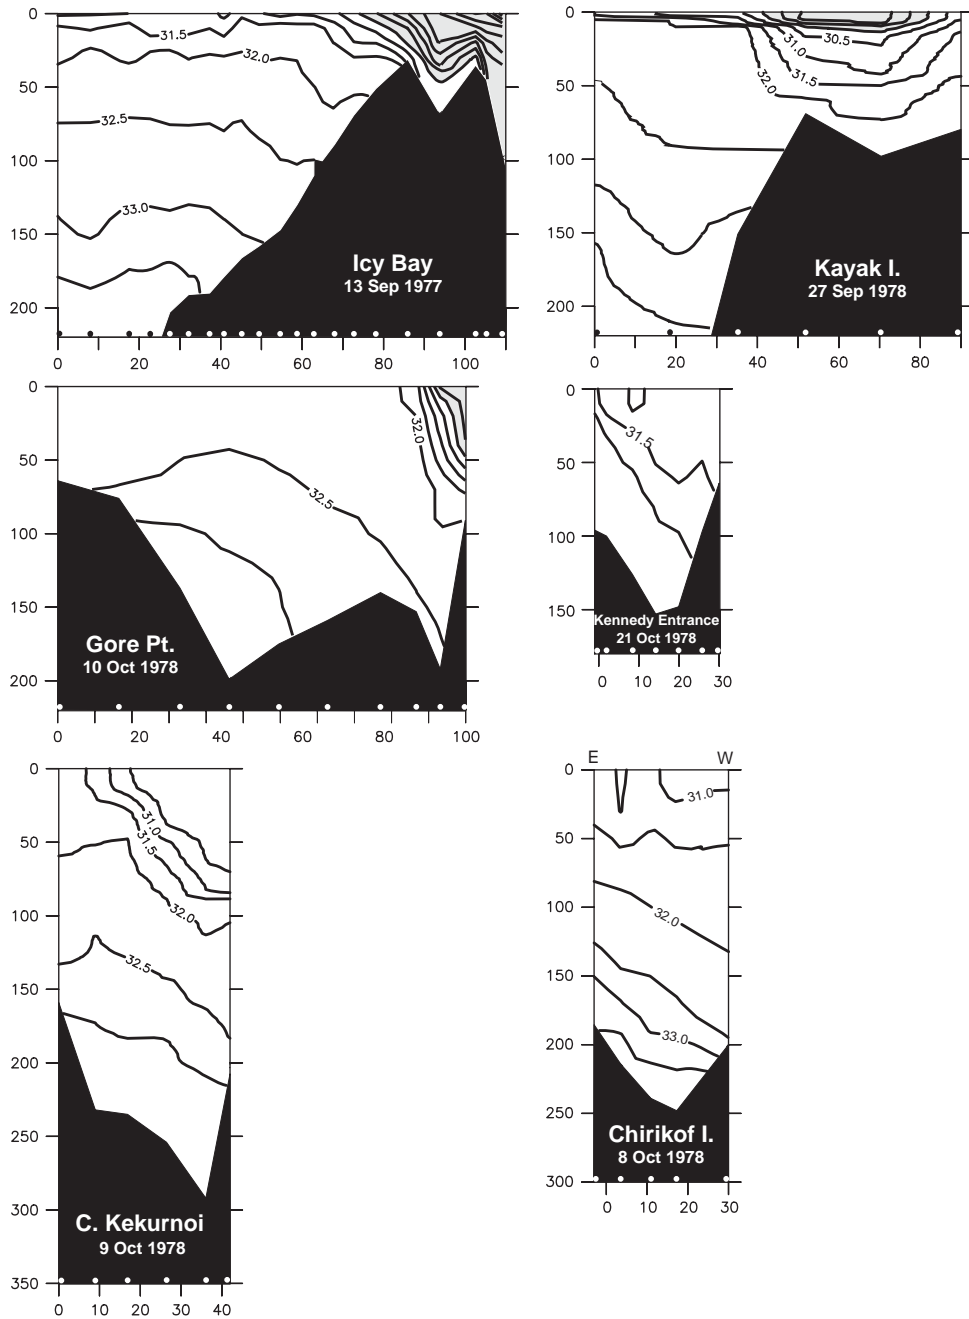 0
50
100
150
200
31.5
32.0
32.5
33.0
Icy Bay
13 Sep 1977
0 20 40 60 80 100
0
50
100
150
200
30.5
31.0
31.5
32.0
Kayak I.
27 Sep 1978
0 20 40 60 80
0
50
100
150
200
32.0
32.5
Gore Pt.
10 Oct 1978
0 20 40 60 80 100
0
50
100
150
31.5
Kennedy Entrance
21 Oct 1978
0 10 20 30
0
50
100
150
200
250
300
350
31.0
31.5
32.0
32.5
C. Kekurnoi
9 Oct 1978
0 10 20 30 40
E W
0
50
100
150
200
250
300
31.0
32.0
33.0
Chirikof I.
8 Oct 1978
0 10 20 30